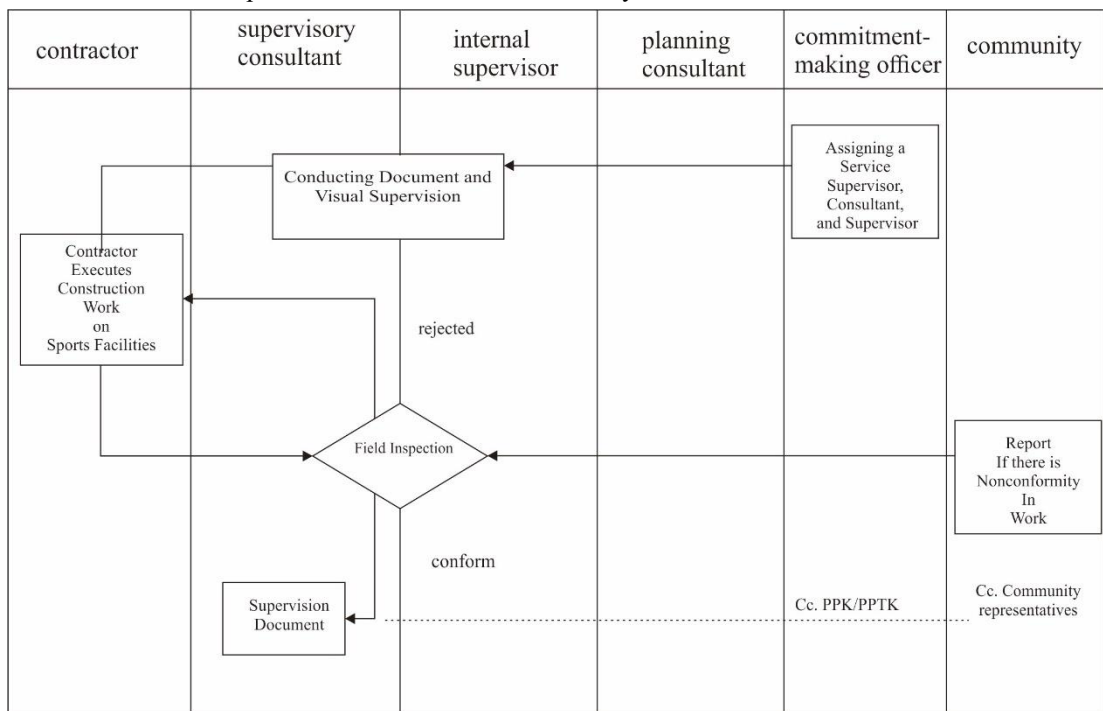 contractor
supervisory
consultant
internal
supervisor
planning
consultant
commitment-
making officer
community
Conducting Document and
Visual Supervision
Assigning a
Service
Supervisor,
Consultant,
and Supervisor
Contractor
Executes
Construction
Work
on
Sports Facilities
rejected
Field Inspection
Report
If there is
Nonconformity
In
Work
conform
Supervision
Document
Cc. PPK/PPTK
Cc. Community
representatives